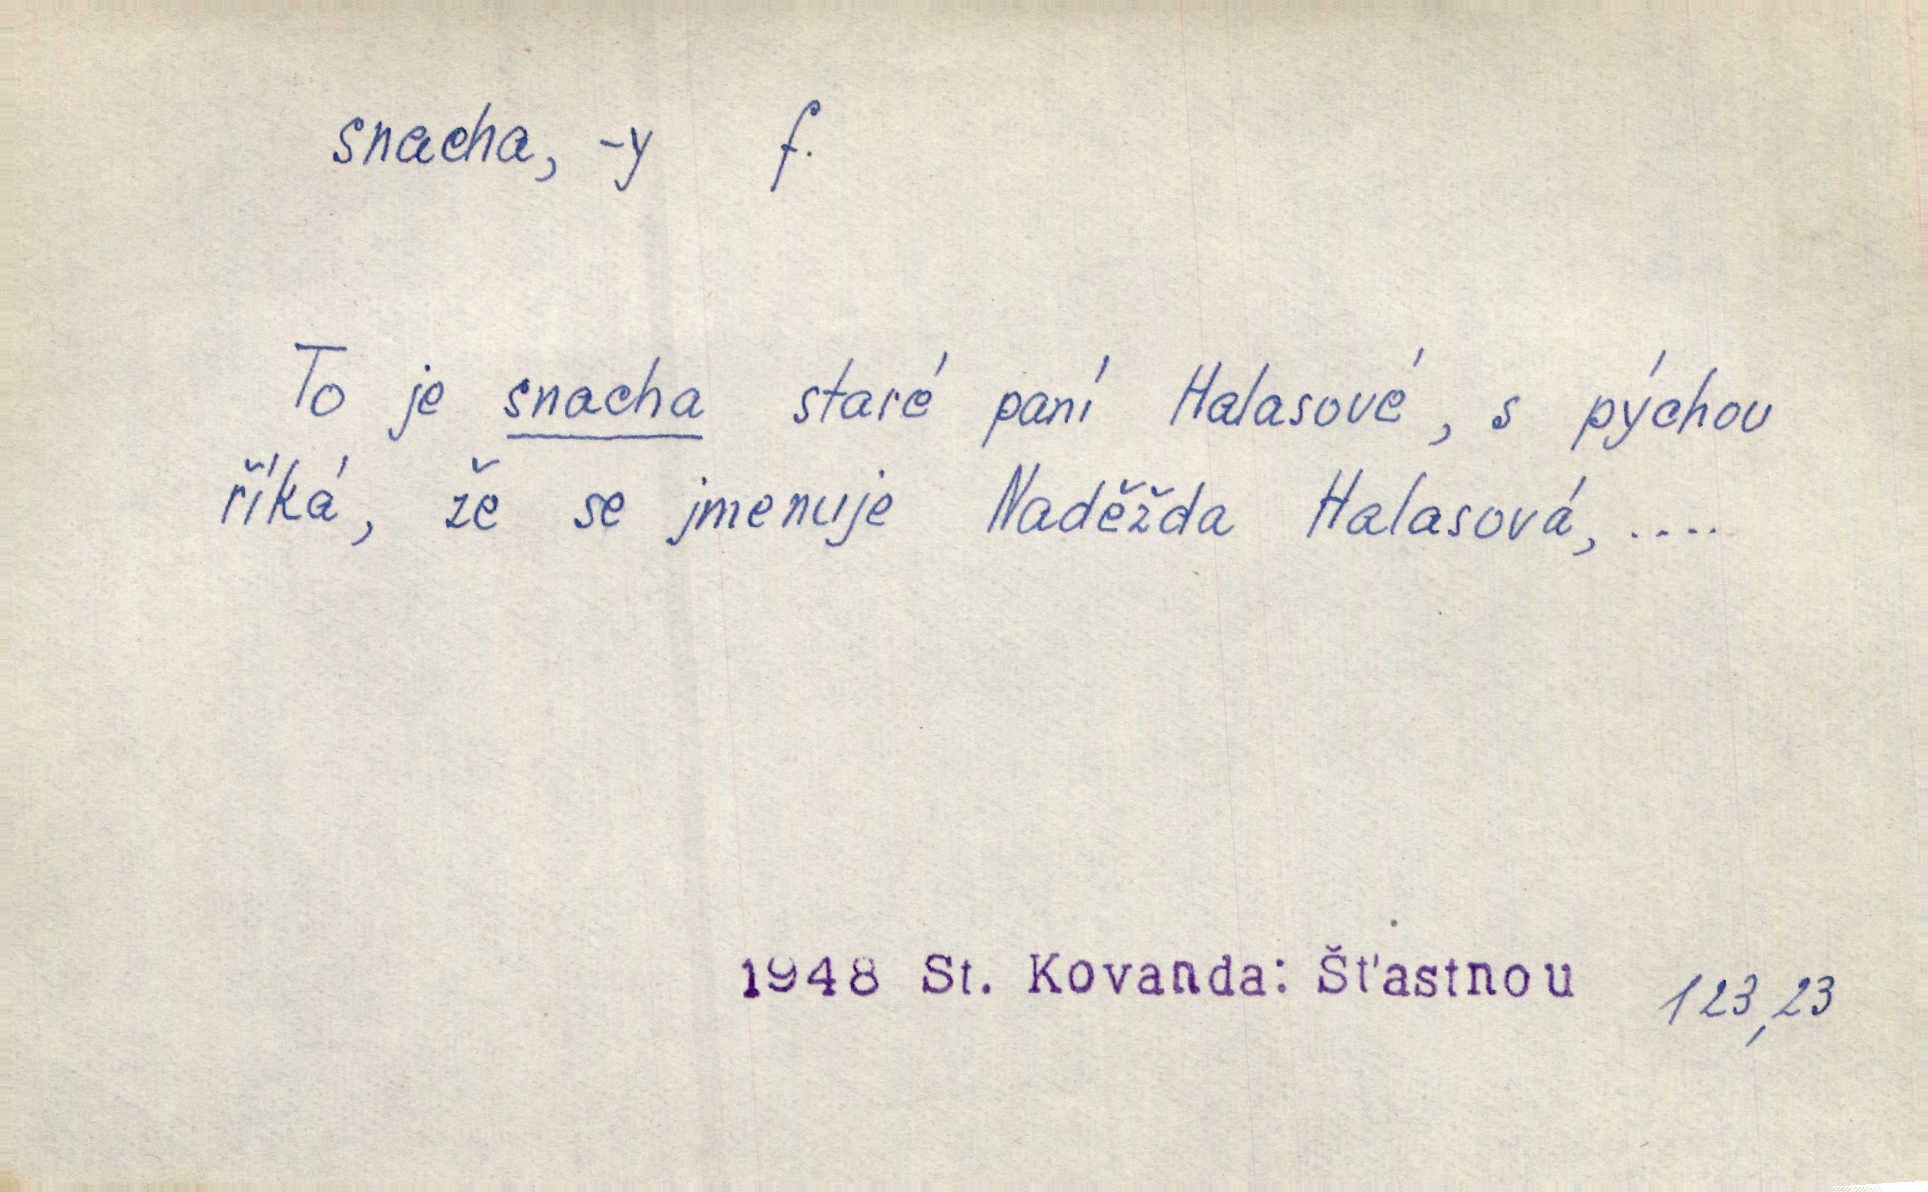 snacha, -y f.
To je snacha staré paní Halasové, s pýchou
říká, že se jmenuje Naděžda Halasová, ....
1948 St. Kovanda: Šťastnou 123,23